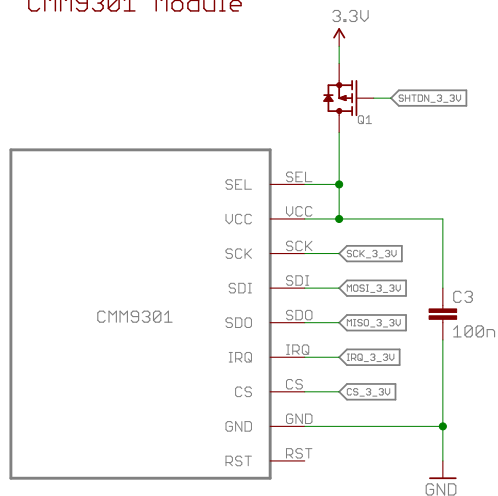 CMM9301 Module
3.3V
SHTDN_3_3V
Q1
SEL SEL
VCC VCC
SCK SCK SCK_3_3V
SDI SDI MOSI_3_3V
C3
CMM9301
SDO SDO MISO_3_3V
100n
IRQ IRQ IRQ_3_3V
CS CS CS_3_3V
GND GND
RST RST
GND